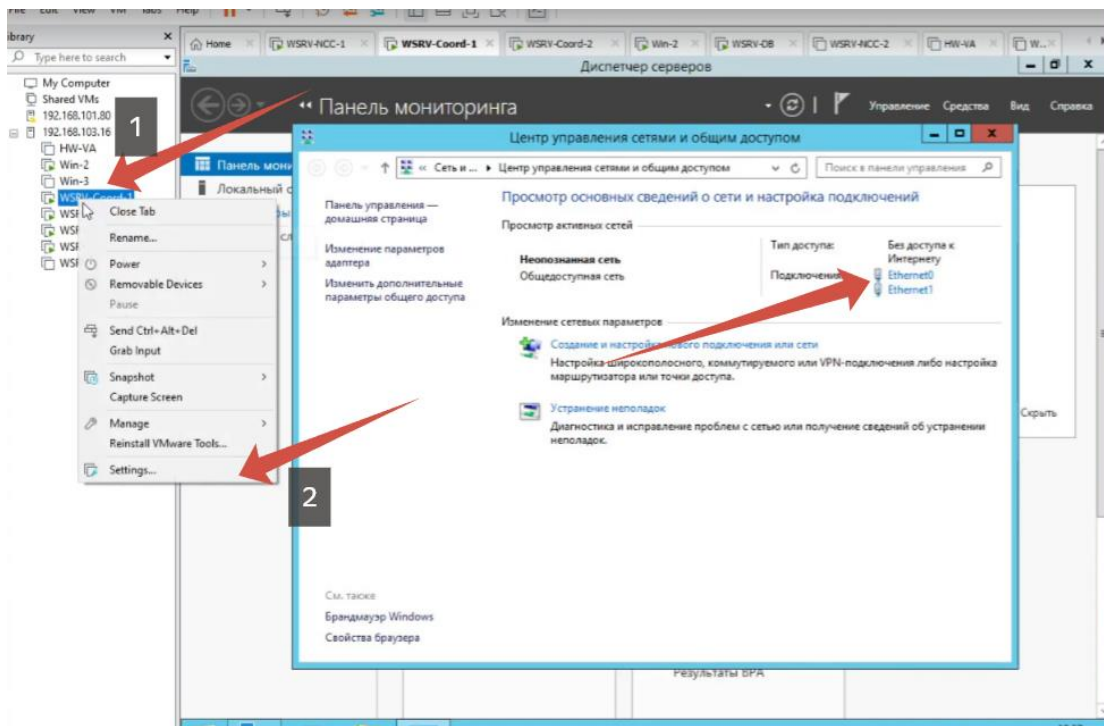 File Edit View VM Tabs Help
ibrary
Type here to search
My Computer
Shared VMs
192.168.101.80
192.168.103.16
HW-VA
Win-2
Win-3
WSRV-Coord-1
WSF
WSF
WSF
WSF
1
Close Tab
Rename...
Power
Removable Devices
Pause
Send Ctrl+Alt+Del
Grab Input
Snapshot
Capture Screen
Manage
Reinstall VMware Tools...
Settings...
2
Home
WSRV-NCC-1
WSRV-Coord-1
WSRV-Coord-2
Win-2
WSRV-DB
WSRV-NCC-2
HW-VA
W...
Диспетчер серверов
Панель мониторинга
Управление Средства Вид Справка
Панель мони
Локальный с
Центр управления сетями и общим доступом
Сеть и ... Центр управления сетями и общим доступом
Поиск в панели управления
Панель управления —
домашняя страница
Изменение параметров
адаптера
Изменить дополнительные
параметры общего доступа
Просмотр основных сведений о сети и настройка подключений
Просмотр активных сетей
Неопознанная сеть
Общедоступная сеть
Тип доступа: Без доступа к
Интернету
Подключения: Ethernet0
Ethernet1
Изменение сетевых параметров
Создание и настройка нового подключения или сети
Настройка широкополосного, коммутируемого или VPN-подключения либо настройка
маршрутизатора или точки доступа.
Устранение неполадок
Диагностика и исправление проблем с сетью или получение сведений об устранении
неполадок.
См. также
Брандмауэр Windows
Свойства браузера
Скрыть
Результаты BPA